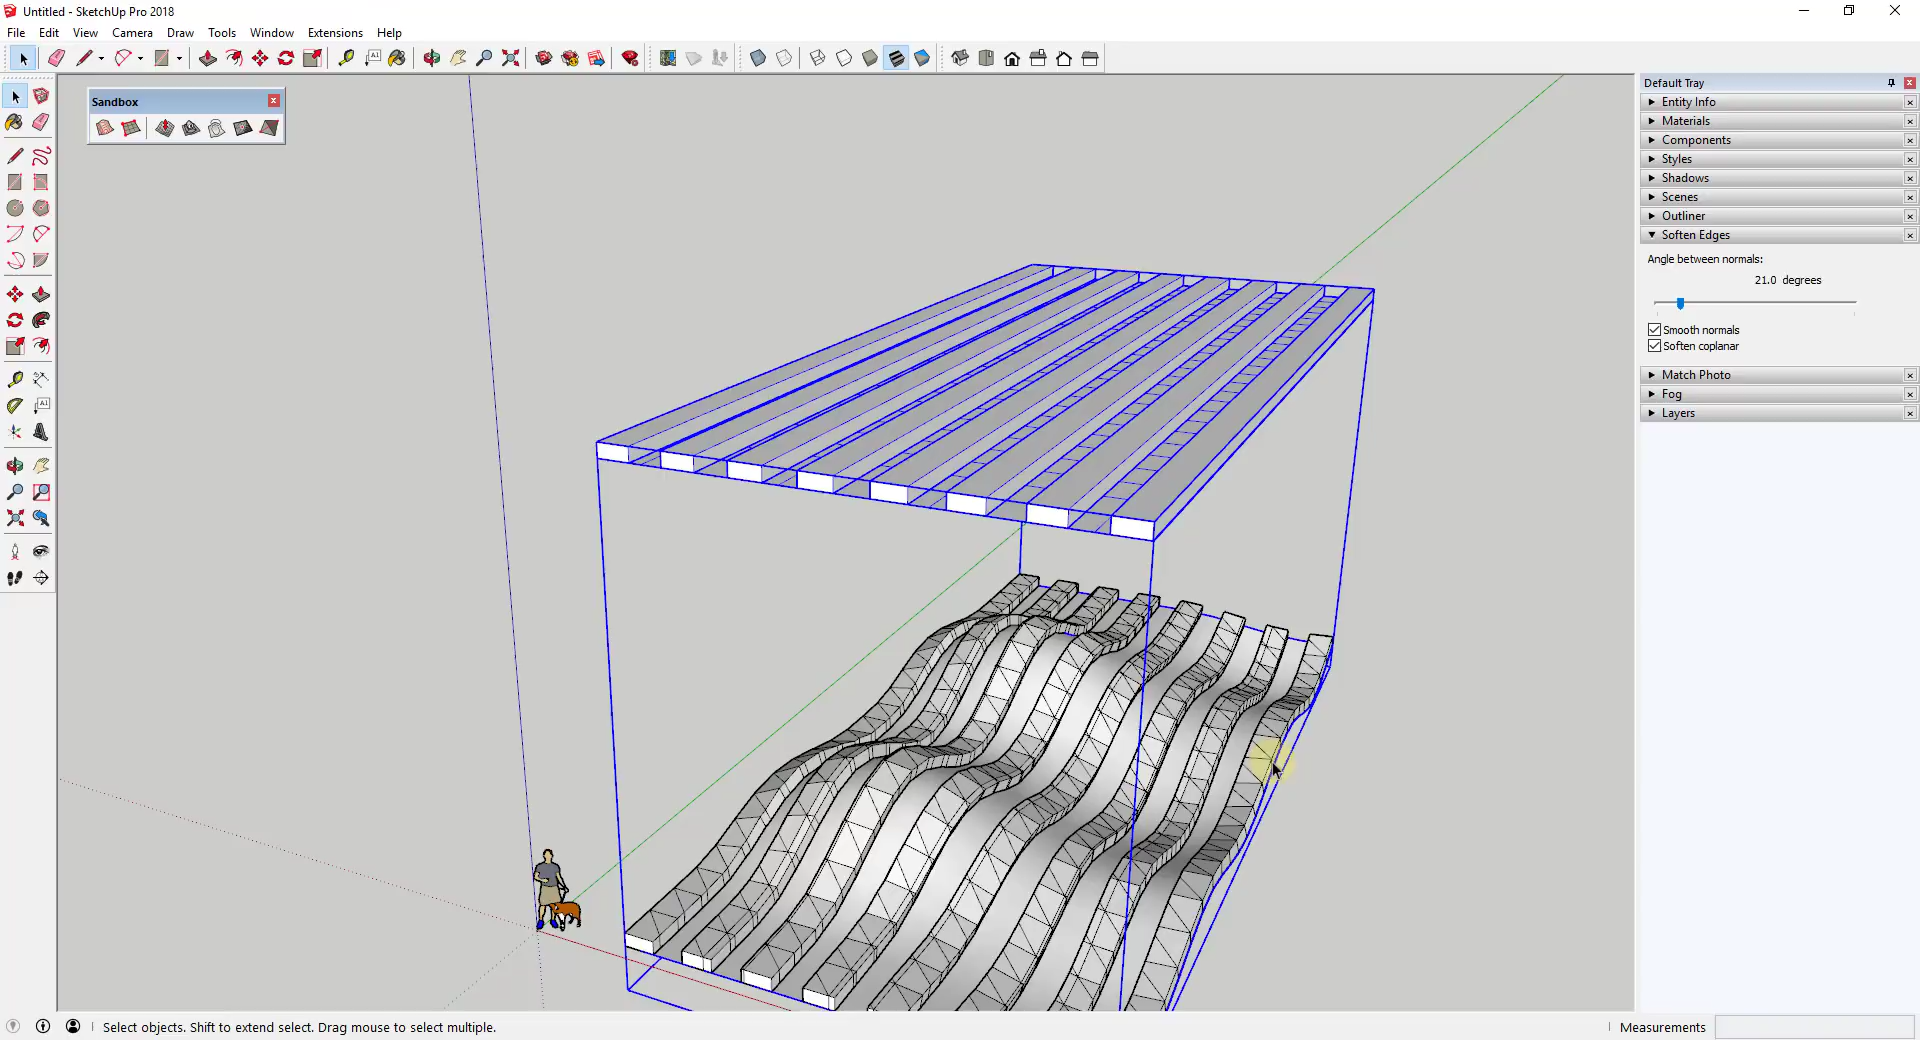 Untitled - SketchUp Pro 2018
File Edit View Camera Draw Tools Window Extensions Help
Sandbox
Default Tray
Entity Info
Materials
Components
Styles
Shadows
Scenes
Outliner
Soften Edges
Angle between normals:
21.0 degrees
Smooth normals
Soften coplanar
Match Photo
Fog
Layers
Select objects. Shift to extend select. Drag mouse to select multiple.
Measurements